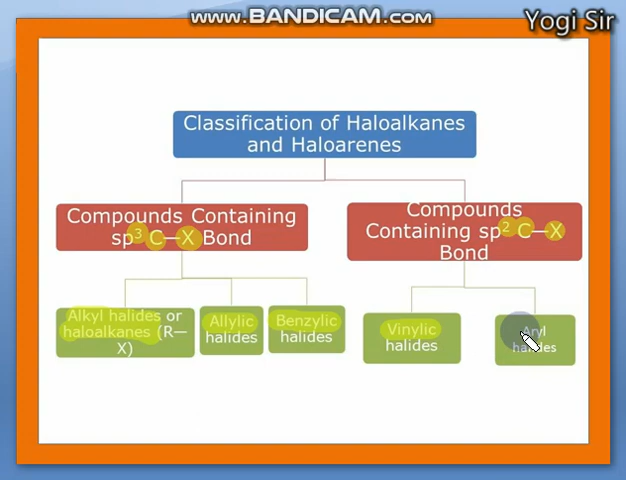 www.BANDICAM.com
Yogi Sir
Classification of Haloalkanes
and Haloarenes
Compounds Containing
sp³ C—X Bond
Compounds
Containing sp² C—X
Bond
Alkyl halides or
haloalkanes (R—
X)
Allylic
halides
Benzylic
halides
Vinylic
halides
Aryl
halides